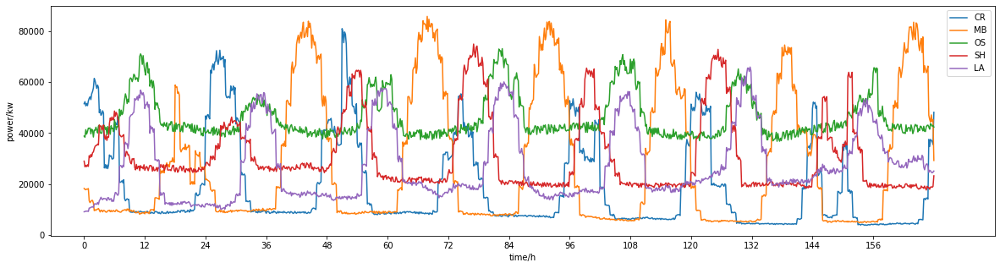 CR
MB
OS
SH
LA
80000
60000
40000
20000
0
power/kw
0 12 24 36 48 60 72 84 96 108 120 132 144 156
time/h